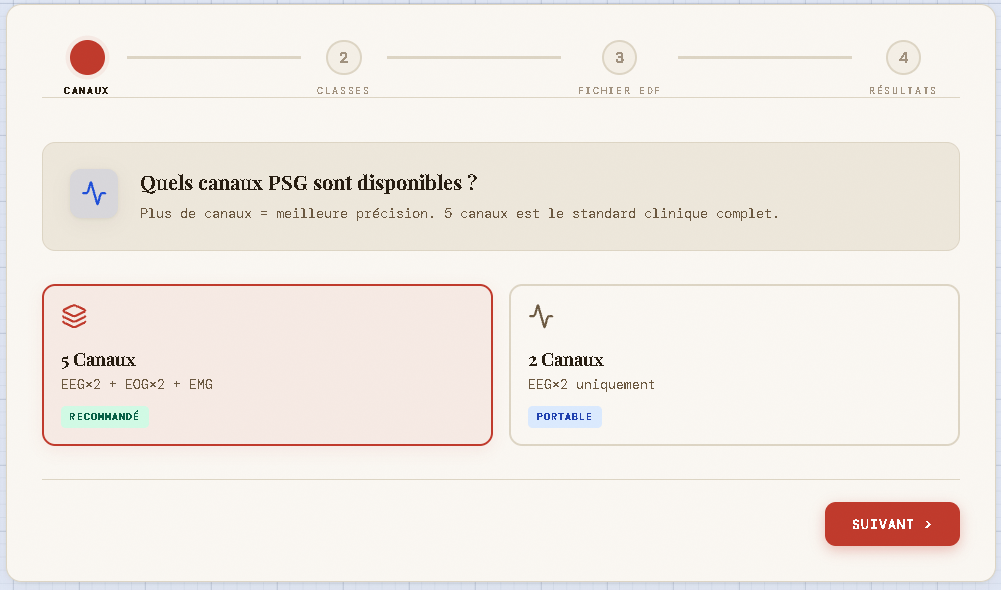 2
3
4
CANAUX
CLASSES
FICHIER EDF
RÉSULTATS
Quels canaux PSG sont disponibles ?
Plus de canaux = meilleure précision. 5 canaux est le standard clinique complet.
5 Canaux
EEG×2 + EOG×2 + EMG
RECOMMANDÉ
2 Canaux
EEG×2 uniquement
PORTABLE
SUIVANT ›